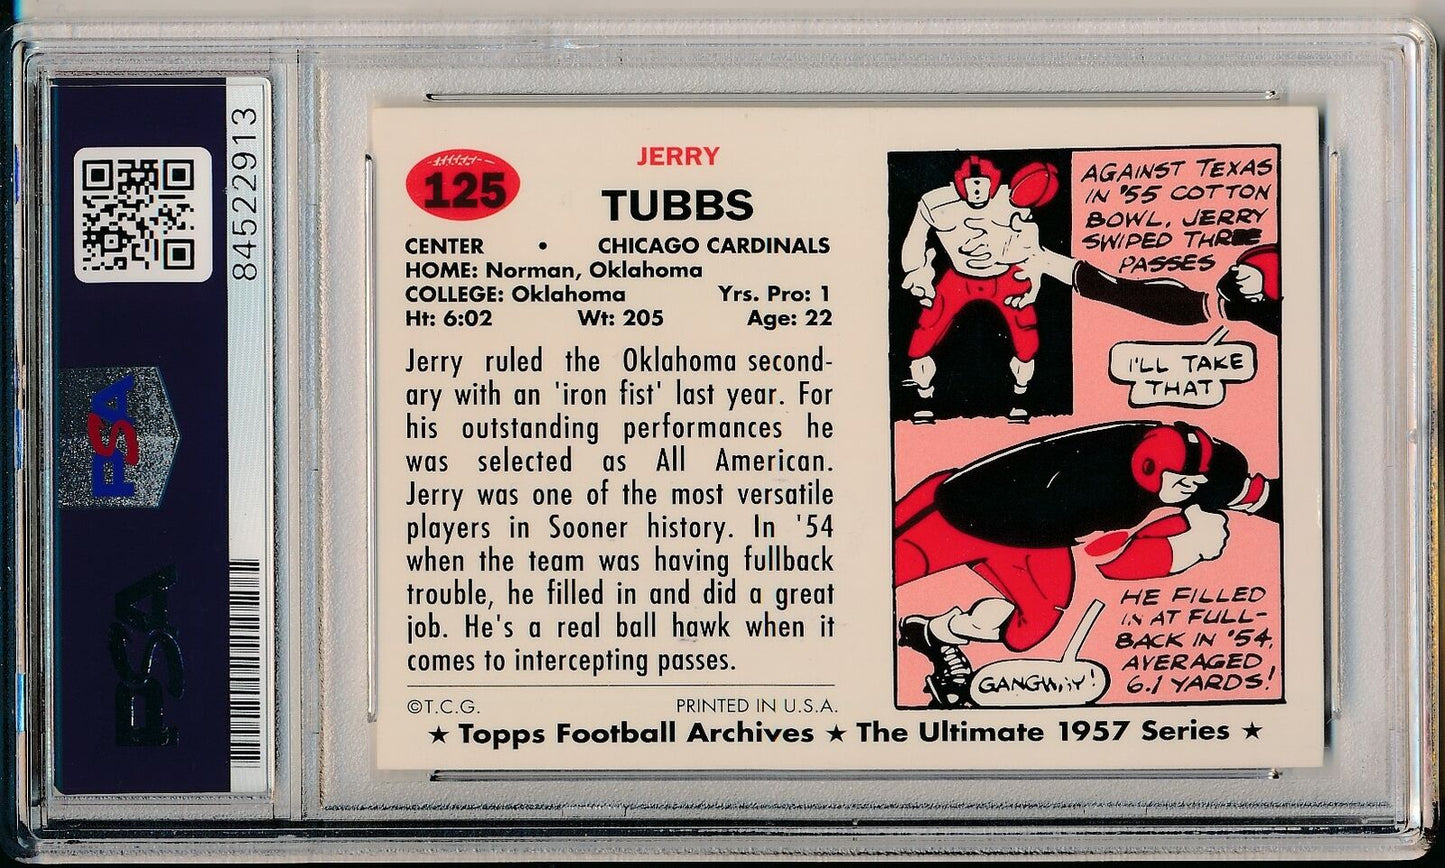 84522913
PSA
PSA
125
JERRY
TUBBS
CENTER • CHICAGO CARDINALS
HOME: Norman, Oklahoma
COLLEGE: Oklahoma Yrs. Pro: 1
Ht: 6:02 Wt: 205 Age: 22
Jerry ruled the Oklahoma second-
ary with an 'iron fist' last year. For
his outstanding performances he
was selected as All American.
Jerry was one of the most versatile
players in Sooner history. In '54
when the team was having fullback
trouble, he filled in and did a great
job. He's a real ball hawk when it
comes to intercepting passes.
©T.C.G. PRINTED IN U.S.A.
★ Topps Football Archives ★ The Ultimate 1957 Series ★
AGAINST TEXAS
IN '55 COTTON
BOWL, JERRY
SWIPED THREE
PASSES
I'LL TAKE
THAT
HE FILLED
IN AT FULL-
BACK IN '54,
AVERAGED
6.1 YARDS!
GANGWAY!